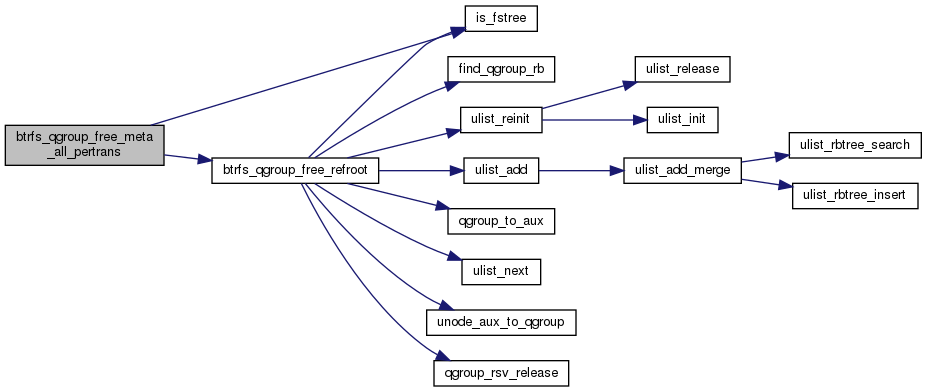 is_fstree
find_qgroup_rb
ulist_release
ulist_reinit
ulist_init
btrfs_qgroup_free_meta
_all_pertrans
ulist_rbtree_search
btrfs_qgroup_free_refroot
ulist_add
ulist_add_merge
ulist_rbtree_insert
qgroup_to_aux
ulist_next
unode_aux_to_qgroup
qgroup_rsv_release